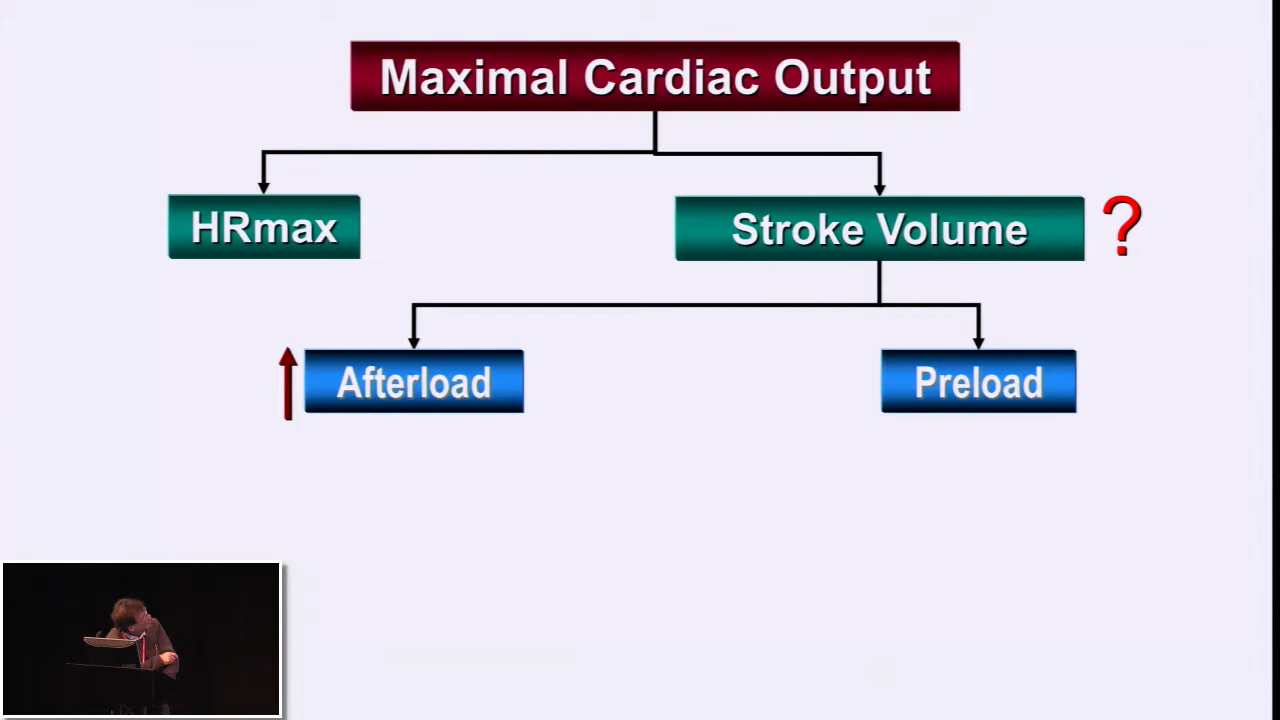 Maximal Cardiac Output
HRmax
Stroke Volume ?
Afterload
Preload